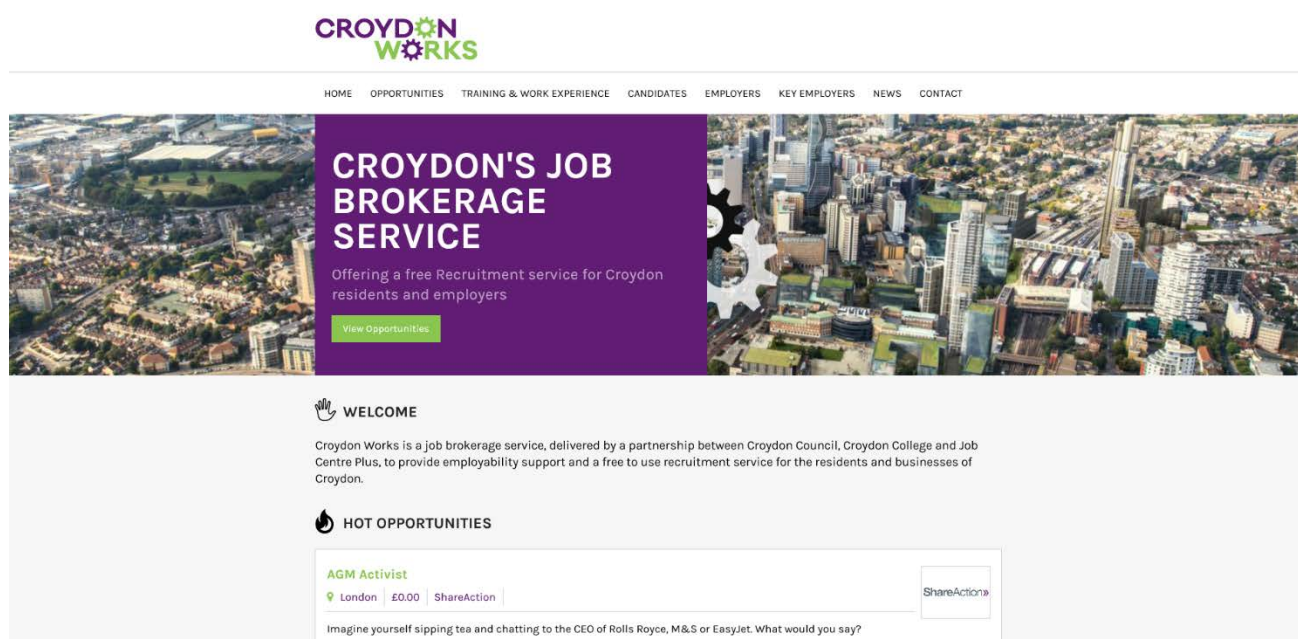 CROYDON
WORKS
HOME OPPORTUNITIES TRAINING & WORK EXPERIENCE CANDIDATES EMPLOYERS KEY EMPLOYERS NEWS CONTACT
CROYDON'S JOB
BROKERAGE
SERVICE
Offering a free Recruitment service for Croydon
residents and employers
View Opportunities
WELCOME
Croydon Works is a job brokerage service, delivered by a partnership between Croydon Council, Croydon College and Job
Centre Plus, to provide employability support and a free to use recruitment service for the residents and businesses of
Croydon.
HOT OPPORTUNITIES
AGM Activist
London £0.00 ShareAction
ShareAction»
Imagine yourself sipping tea and chatting to the CEO of Rolls Royce, M&S or EasyJet. What would you say?